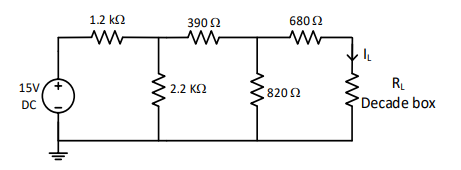 1.2 kΩ
390 Ω
680 Ω
I_L
15V
DC
+
2.2 KΩ
820 Ω
R_L
Decade box